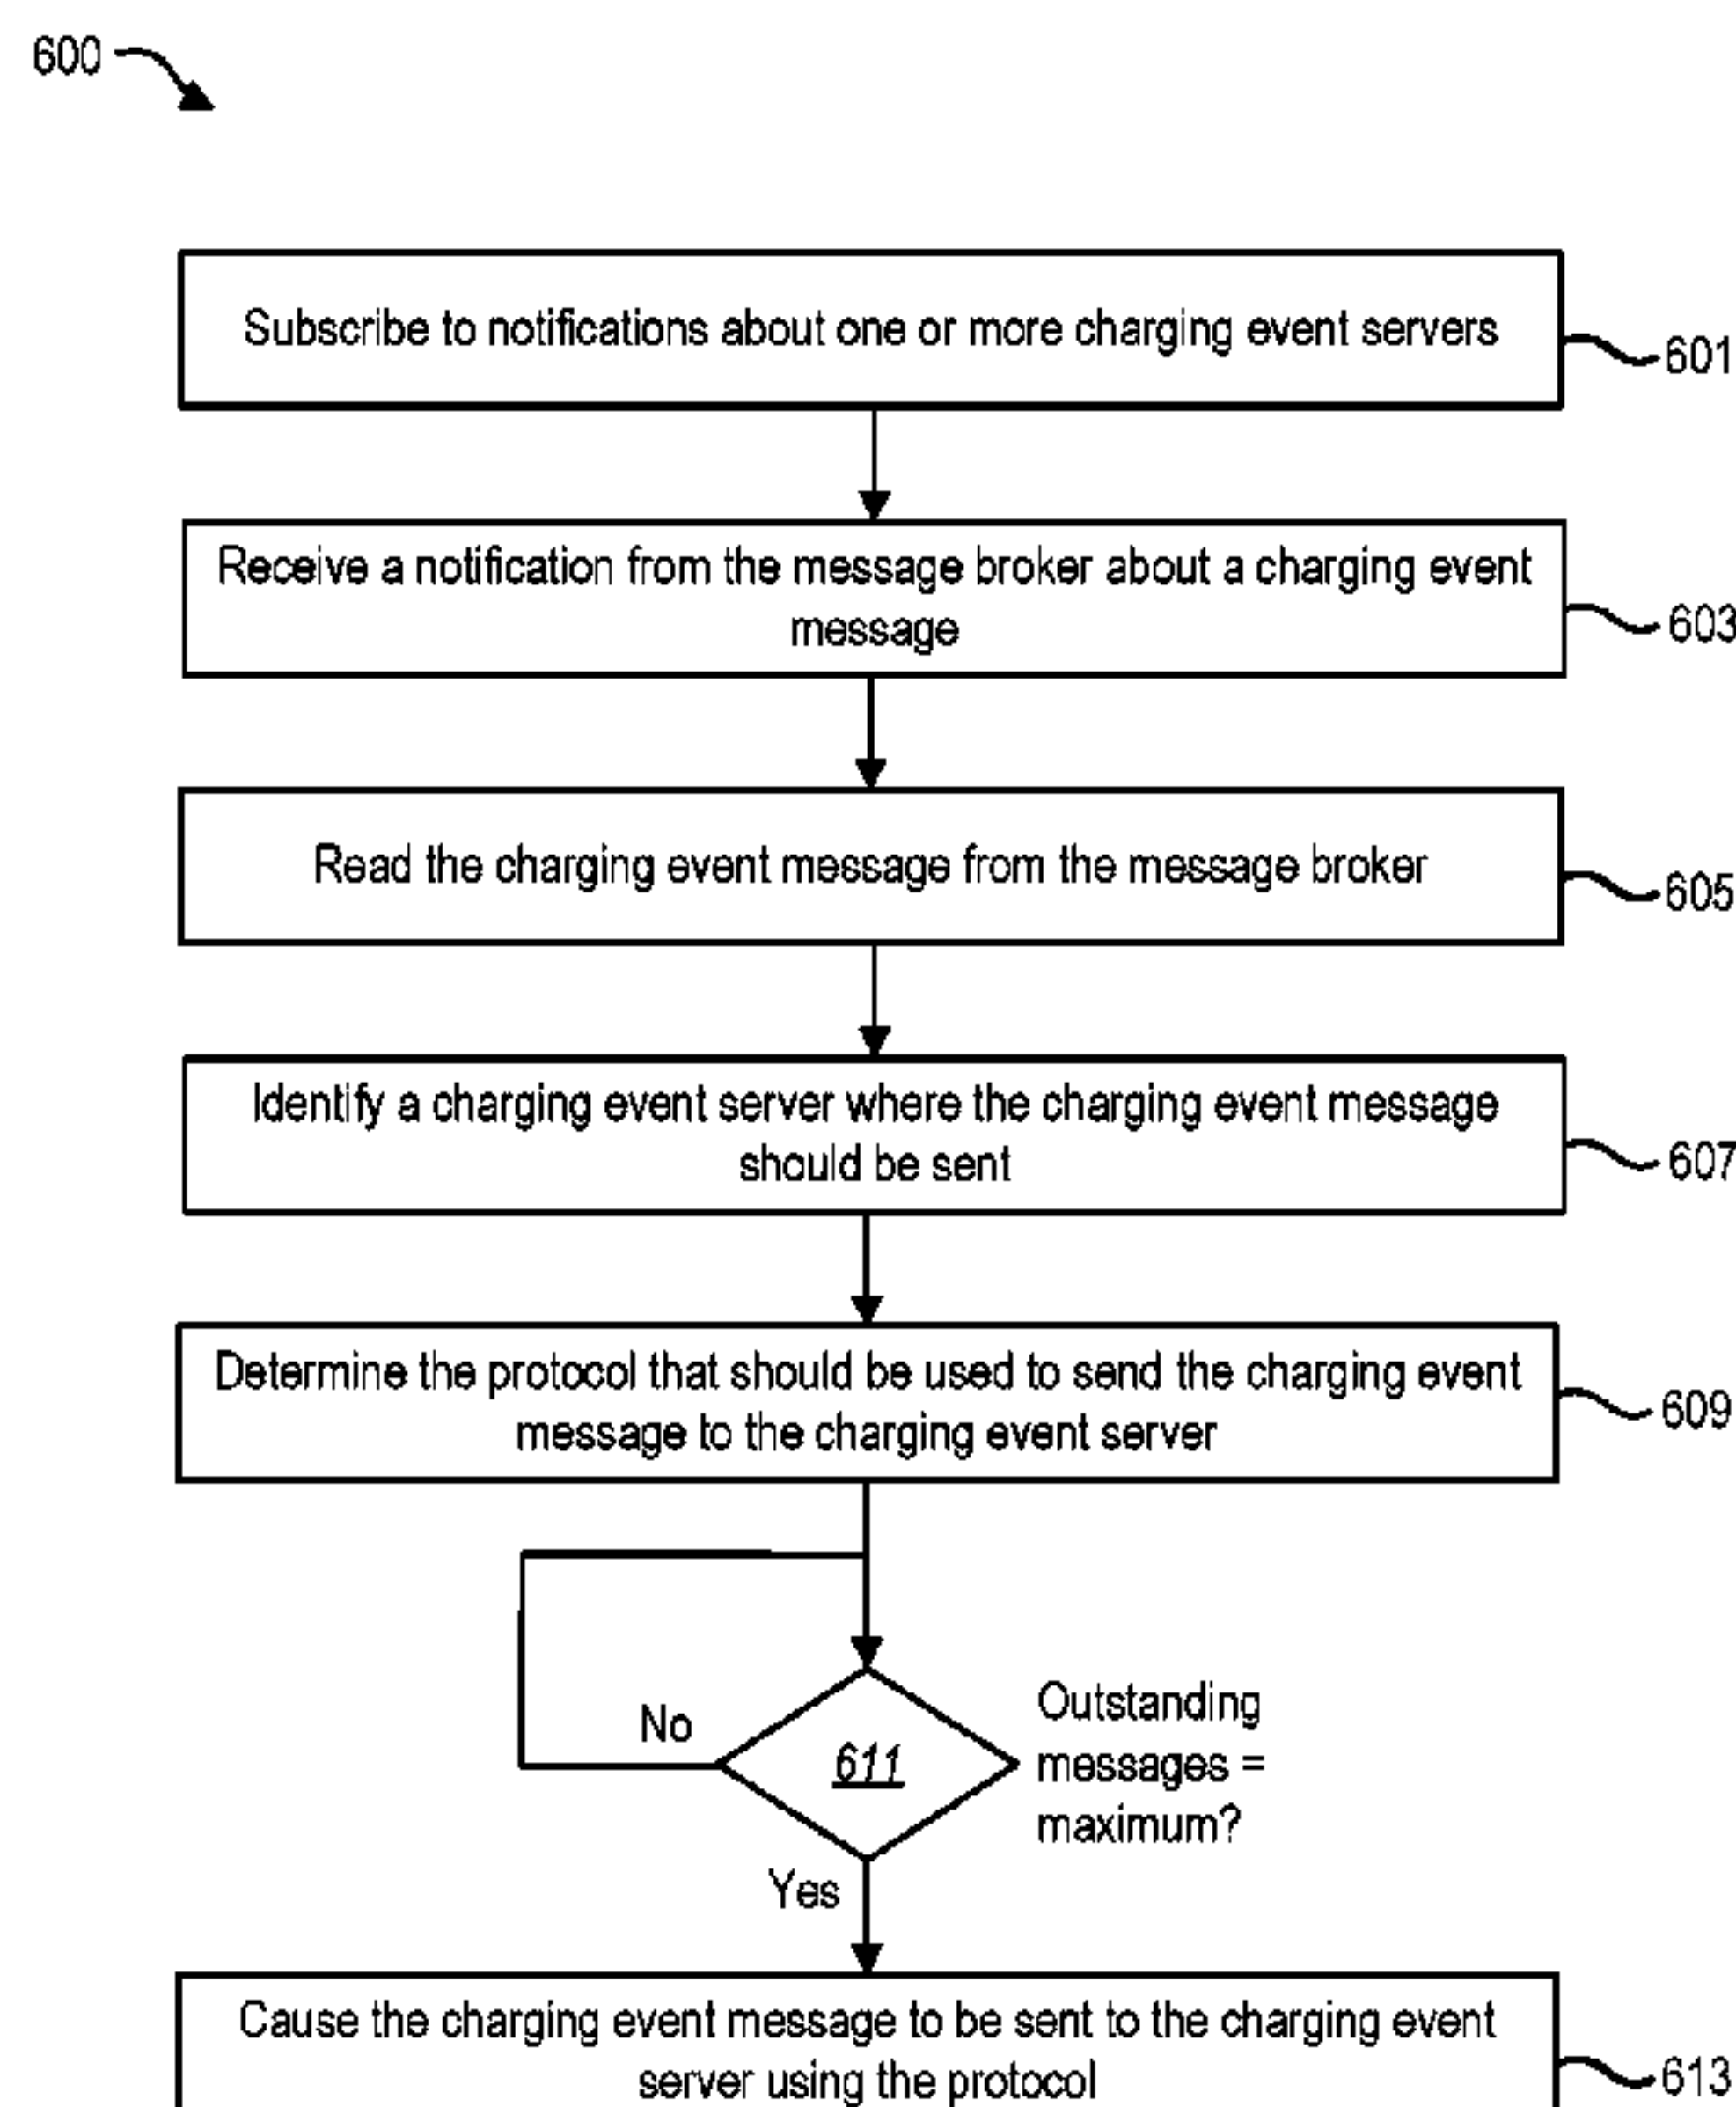 600
Subscribe to notifications about one or more charging event servers
601
Receive a notification from the message broker about a charging event
message
603
Read the charging event message from the message broker
605
Identify a charging event server where the charging event message
should be sent
607
Determine the protocol that should be used to send the charging event
message to the charging event server
609
No
611
Outstanding
messages =
maximum?
Yes
Cause the charging event message to be sent to the charging event
server using the protocol
613